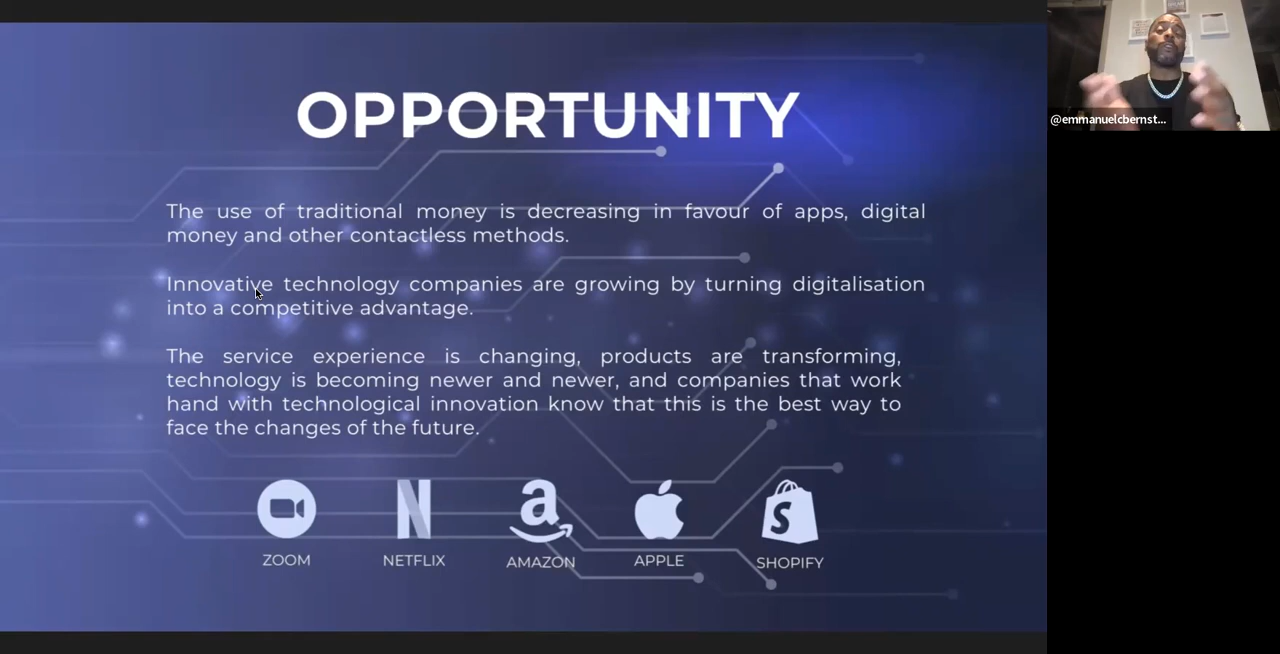 OPPORTUNITY
The use of traditional money is decreasing in favour of apps, digital
money and other contactless methods.
Innovative technology companies are growing by turning digitalisation
into a competitive advantage.
The service experience is changing, products are transforming,
technology is becoming newer and newer, and companies that work
hand with technological innovation know that this is the best way to
face the changes of the future.
ZOOM NETFLIX AMAZON APPLE SHOPIFY
@emmanuelcbernst...